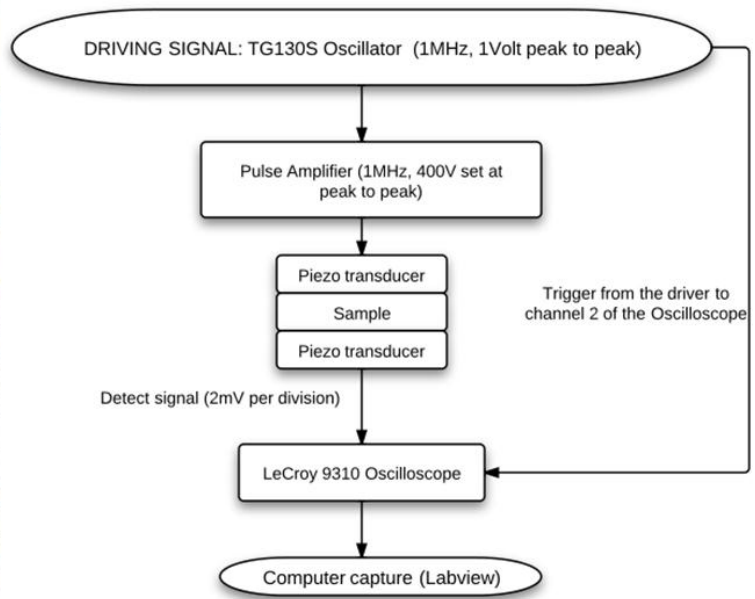 DRIVING SIGNAL: TG130S Oscillator  (1MHz, 1Volt peak to peak)
Pulse Amplifier (1MHz, 400V set at
peak to peak)
Piezo transducer
Sample
Piezo transducer
Trigger from the driver to
channel 2 of the Oscilloscope
Detect signal (2mV per division)
LeCroy 9310 Oscilloscope
Computer capture (Labview)